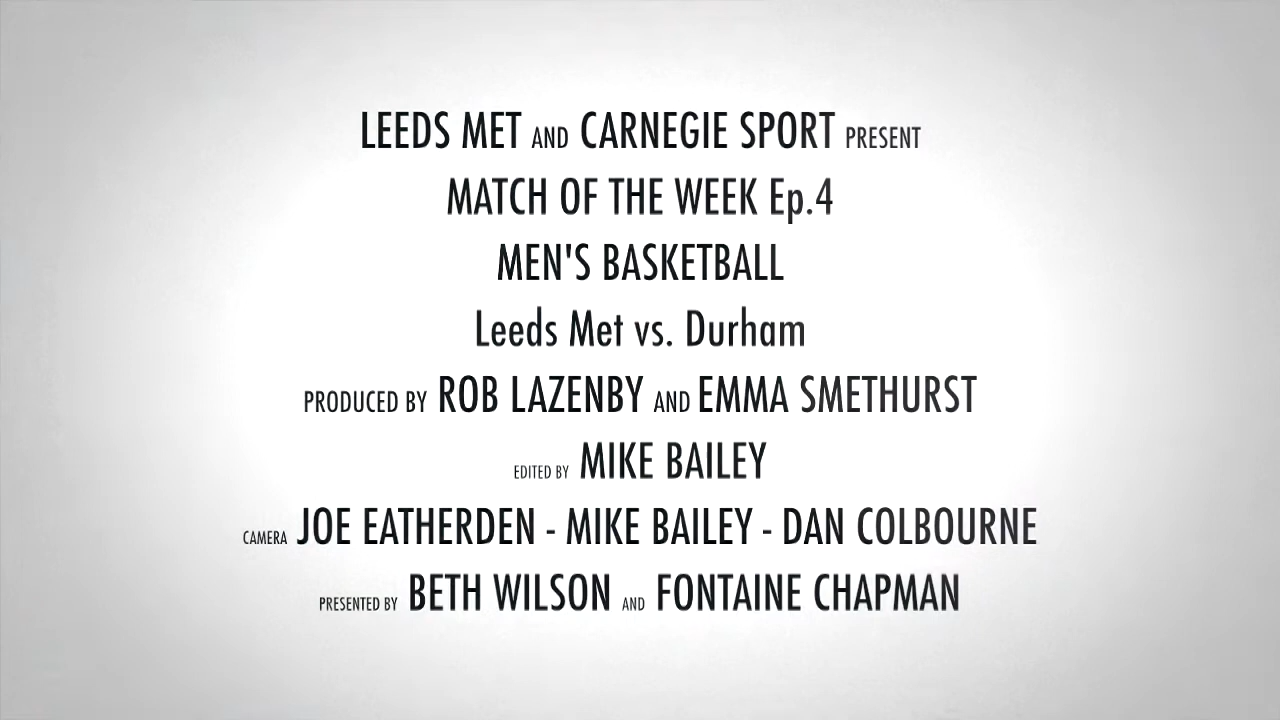 LEEDS MET AND CARNEGIE SPORT PRESENT
MATCH OF THE WEEK Ep.4
MEN'S BASKETBALL
Leeds Met vs. Durham
PRODUCED BY ROB LAZENBY AND EMMA SMETHURST
EDITED BY MIKE BAILEY
CAMERA JOE EATHERDEN - MIKE BAILEY - DAN COLBOURNE
PRESENTED BY BETH WILSON AND FONTAINE CHAPMAN